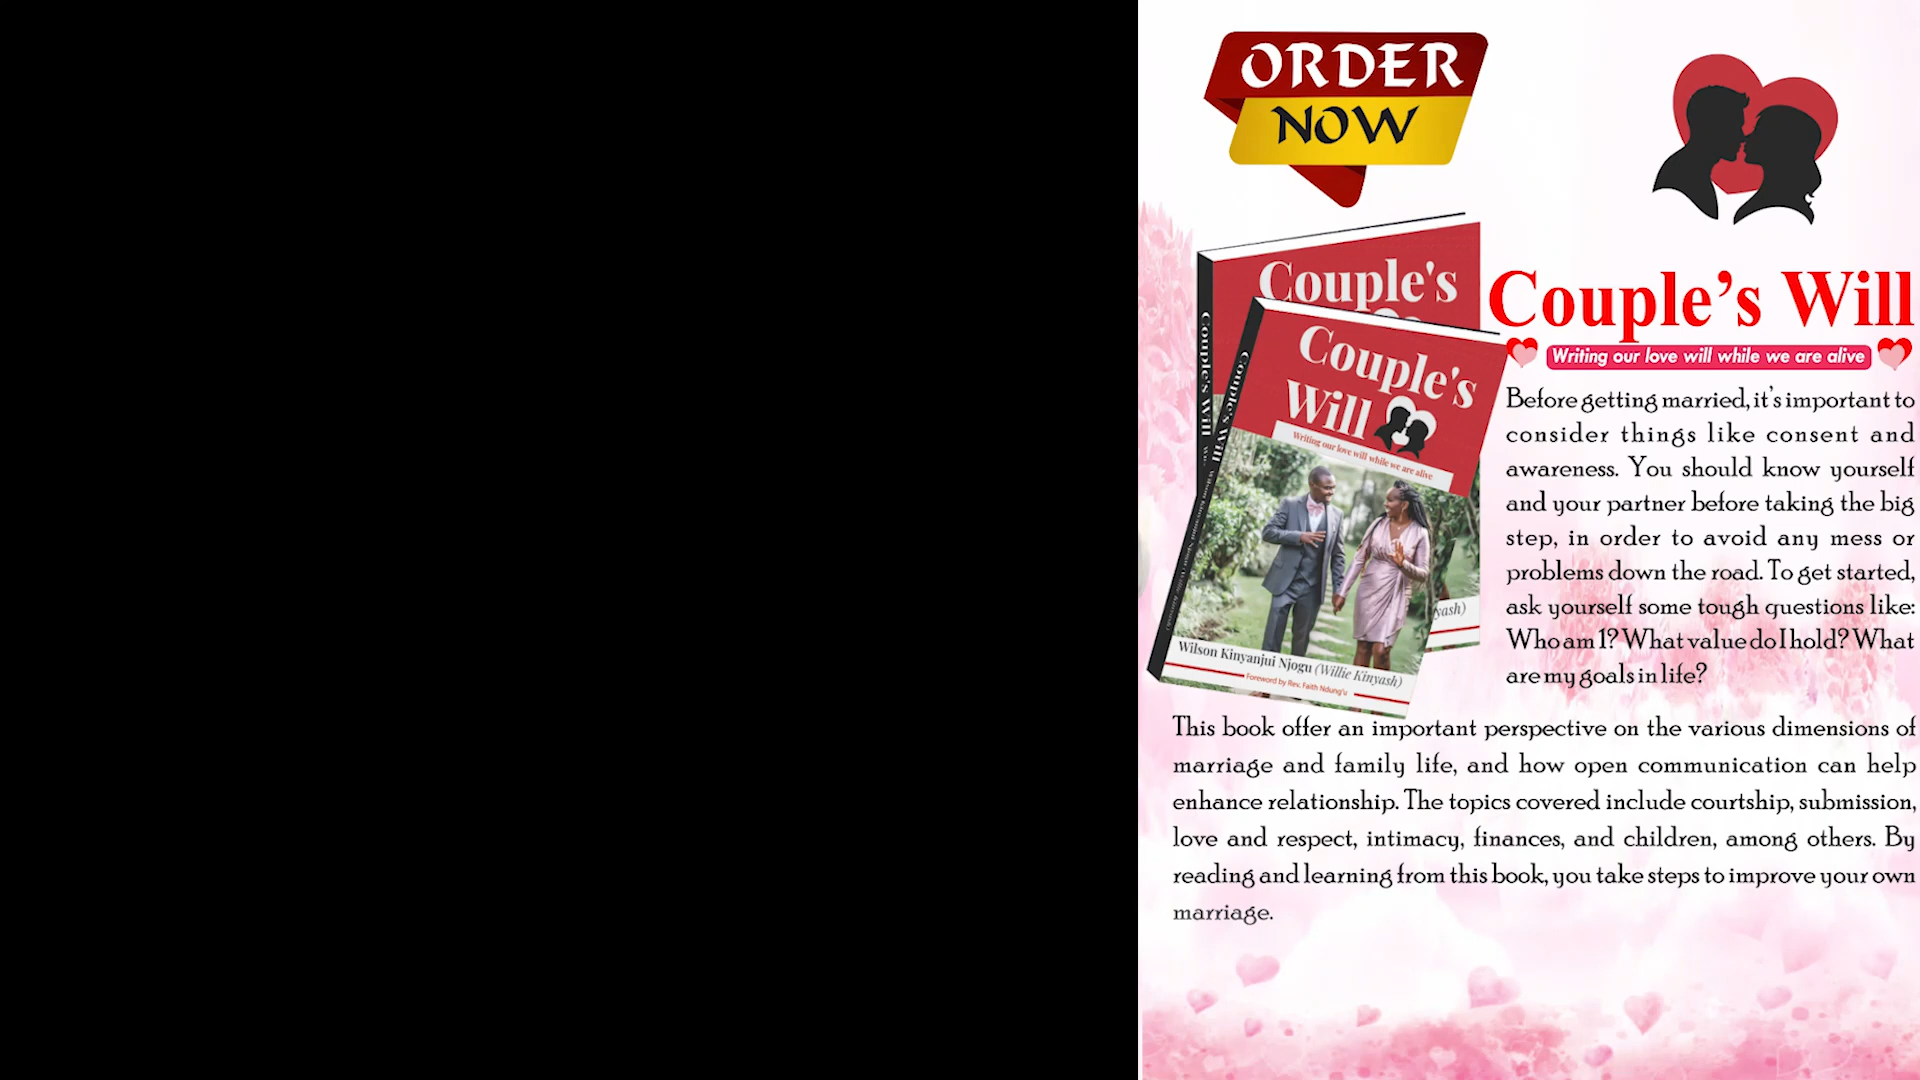 ORDER
NOW
Couple's
Couple's Will
Couple's
Will
Writing our love will while we are alive
Couple's Will
Wilson Kinyanjui Njogu (Willie Kinyash)
Foreword by Rev. Faith Ndung'u
yash)
Couple’s Will
Writing our love will while we are alive
Before getting married, it’s important to
consider things like consent and
awareness. You should know yourself
and your partner before taking the big
step, in order to avoid any mess or
problems down the road. To get started,
ask yourself some tough questions like:
Who am I? What value do I hold? What
are my goals in life?
This book offer an important perspective on the various dimensions of
marriage and family life, and how open communication can help
enhance relationship. The topics covered include courtship, submission,
love and respect, intimacy, finances, and children, among others. By
reading and learning from this book, you take steps to improve your own
marriage.